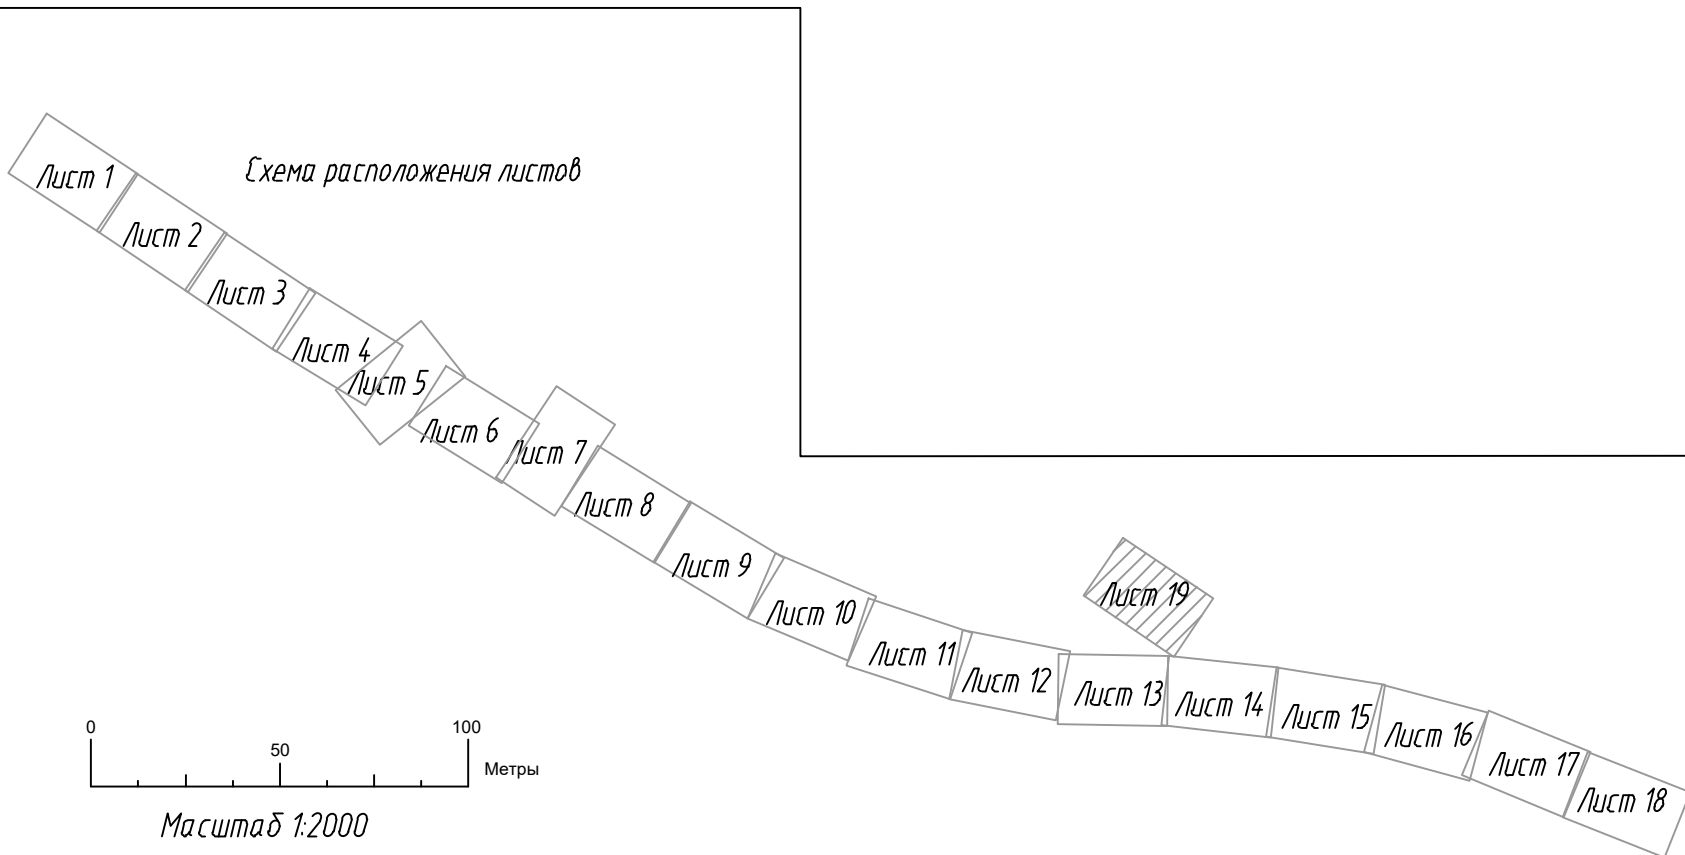 Схема расположения листов
Лист 1
Лист 2
Лист 3
Лист 4
Лист 5
Лист 6
Лист 7
Лист 8
Лист 9
Лист 10
Лист 11
Лист 12
Лист 13
Лист 14
Лист 15
Лист 16
Лист 17
Лист 18
Лист 19
0
50
100
Метры
Масштаб 1:2000